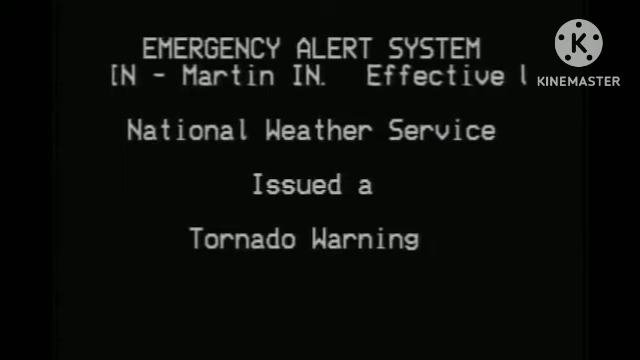 EMERGENCY ALERT SYSTEM
IN - Martin IN. Effective
National Weather Service
Issued a
Tornado Warning
K
KINEMASTER